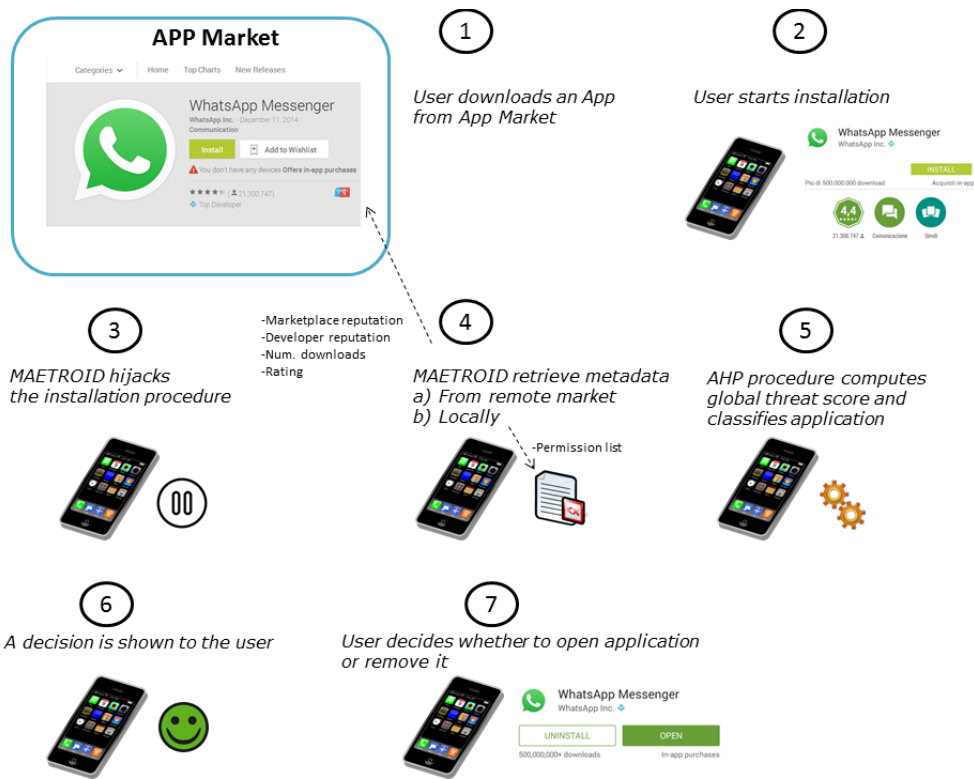 APP Market
Categories Home Top Charts New Releases
WhatsApp Messenger
WhatsApp Inc. - December 11, 2014
Communication
Install Add to Wishlist
You don't have any devices Offers in-app purchases
(21,300,747)
Top Developer
1
User downloads an App
from App Market
2
User starts installation
WhatsApp Messenger
WhatsApp Inc.
INSTALL
Più di 500.000.000 download Acquisti in-app
4,4
21.300.747 Comunicazione Simili
3
MAETROID hijacks
the installation procedure
-Marketplace reputation
-Developer reputation
-Num. downloads
-Rating
4
MAETROID retrieve metadata
a) From remote market
b) Locally
-Permission list
5
AHP procedure computes
global threat score and
classifies application
6
A decision is shown to the user
7
User decides whether to open application
or remove it
WhatsApp Messenger
WhatsApp Inc.
UNINSTALL OPEN
500,000,000+ downloads In-app purchases